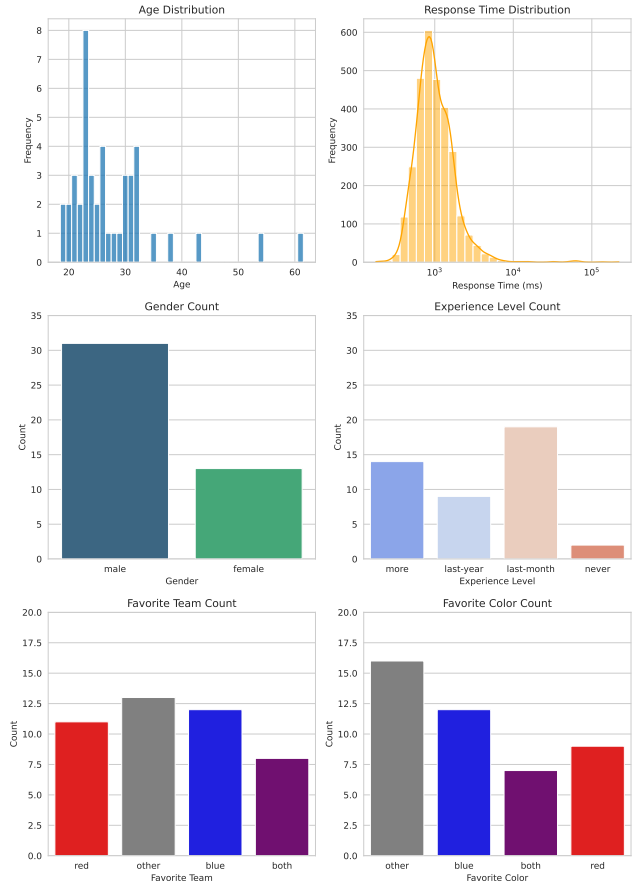 Age Distribution
Frequency
8
7
6
5
4
3
2
1
0
20 30 40 50 60
Age
Response Time Distribution
Frequency
600
500
400
300
200
100
0
10³ 10⁴ 10⁵
Response Time (ms)
Gender Count
Count
35
30
25
20
15
10
5
0
male female
Gender
Experience Level Count
Count
35
30
25
20
15
10
5
0
more last-year last-month never
Experience Level
Favorite Team Count
Count
20.0
17.5
15.0
12.5
10.0
7.5
5.0
2.5
0.0
red other blue both
Favorite Team
Favorite Color Count
Count
20.0
17.5
15.0
12.5
10.0
7.5
5.0
2.5
0.0
other blue both red
Favorite Color